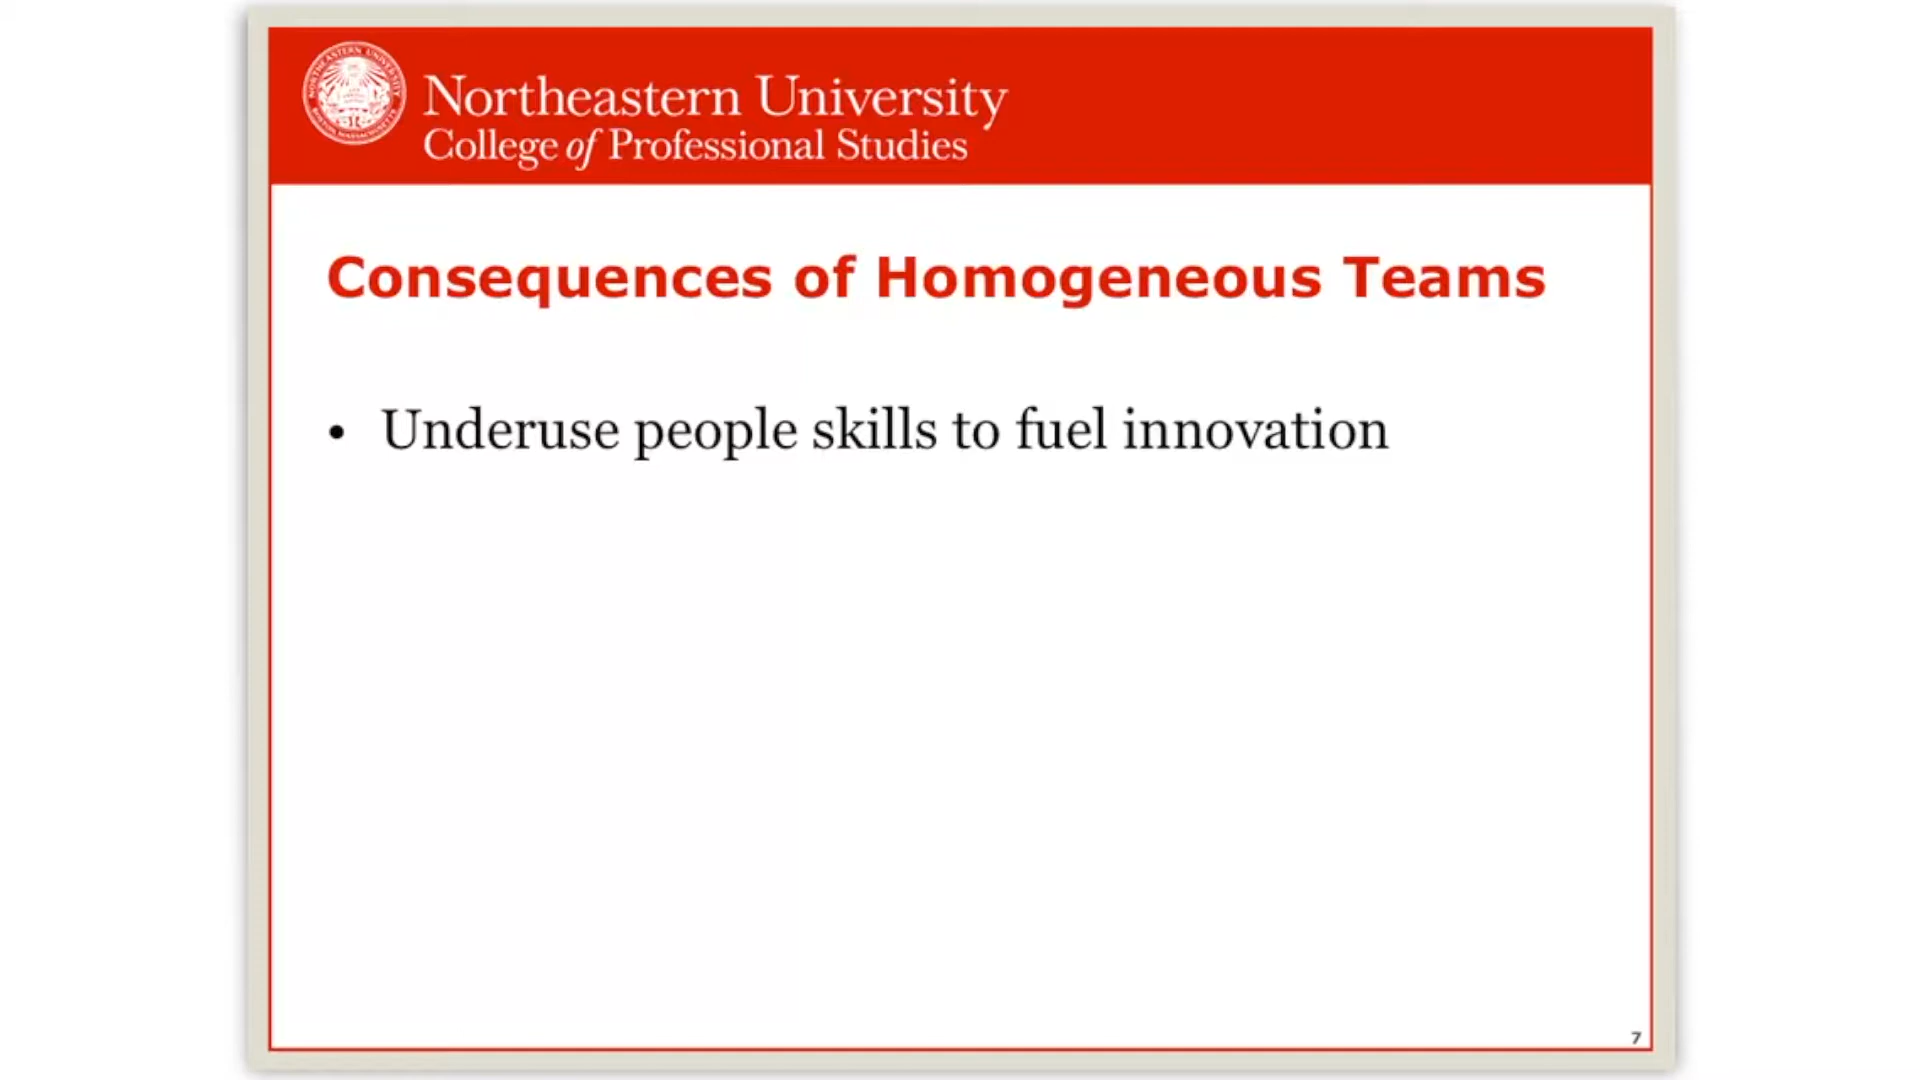 Northeastern University
College of Professional Studies
Consequences of Homogeneous Teams
• Underuse people skills to fuel innovation
7